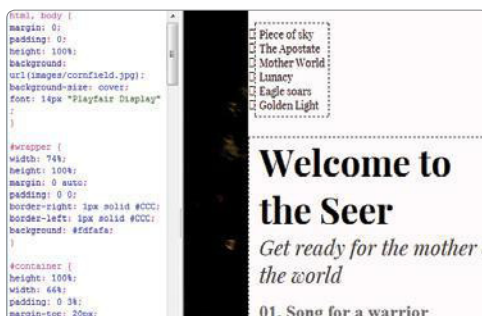 html, body {
margin: 0;
padding: 0;
height: 100%;
background:
url(images/cornfield.jpg);
background-size: cover;
font: 14px "Playfair Display"
;
}
#wrapper {
width: 74%;
height: 100%;
margin: 0 auto;
padding: 0 0;
border-right: 1px solid #CCC;
border-left: 1px solid #CCC;
background: #fdfafa;
}
#container {
height: 100%;
width: 66%;
padding: 0 3%;
margin-top: 20px;
Piece of sky
The Apostate
Mother World
Lunacy
Eagle soars
Golden Light
Welcome to
the Seer
Get ready for the mother
the world
01. Song for a warrior